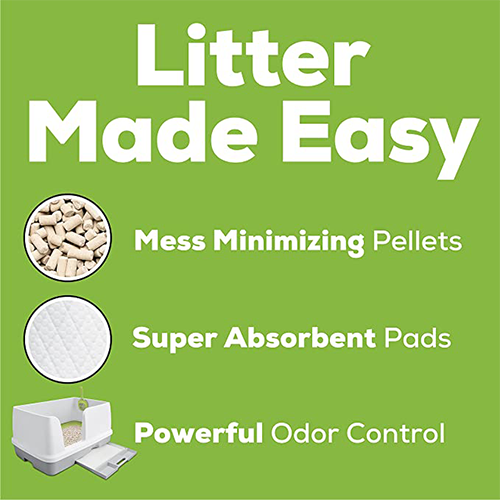 Litter
Made Easy
Mess Minimizing Pellets
Super Absorbent Pads
Powerful Odor Control